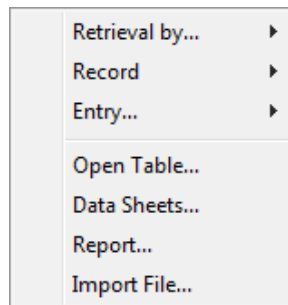 Retrieval by...
Record
Entry...
Open Table...
Data Sheets...
Report...
Import File...